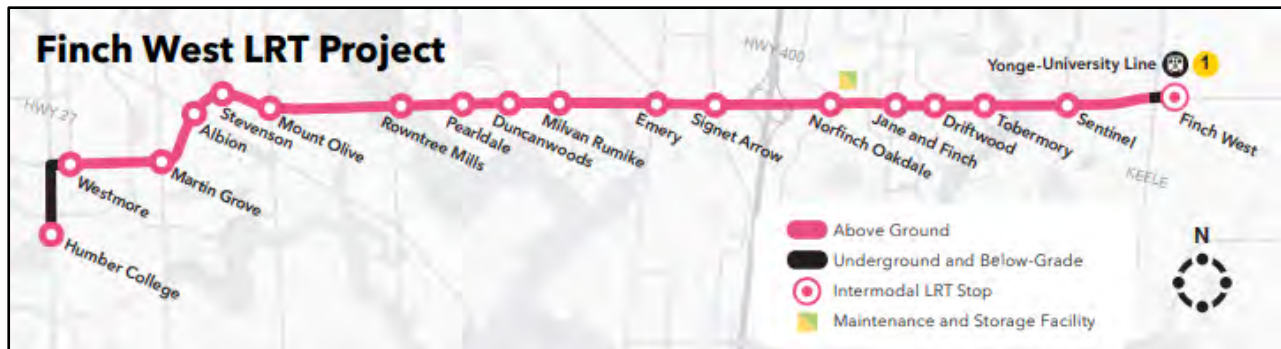 Finch West LRT Project
HWY 27
HWY 400
Yonge-University Line 1
Stevenson
Albion
Mount Olive
Rowntree Mills
Pearldale
Duncanwoods
Milvan Rumike
Emery
Signet Arrow
Norfinch Oakdale
Jane and Finch
Driftwood
Tobermory
Sentinel
Finch West
KEELE
Westmore
Martin Grove
Humber College
Above Ground
Underground and Below-Grade
Intermodal LRT Stop
Maintenance and Storage Facility
N